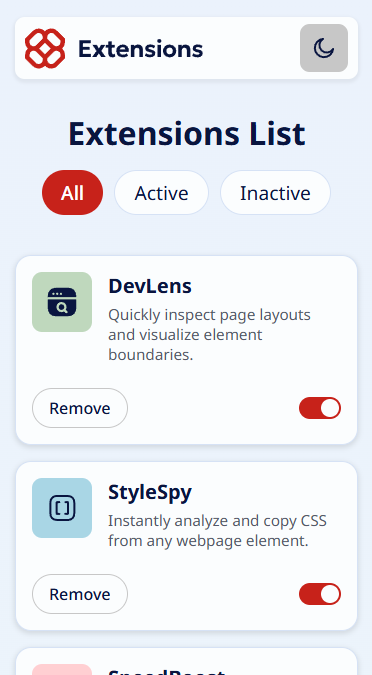 Extensions
Extensions List
All
Active
Inactive
DevLens
Quickly inspect page layouts
and visualize element
boundaries.
Remove
StyleSpy
Instantly analyze and copy CSS
from any webpage element.
Remove